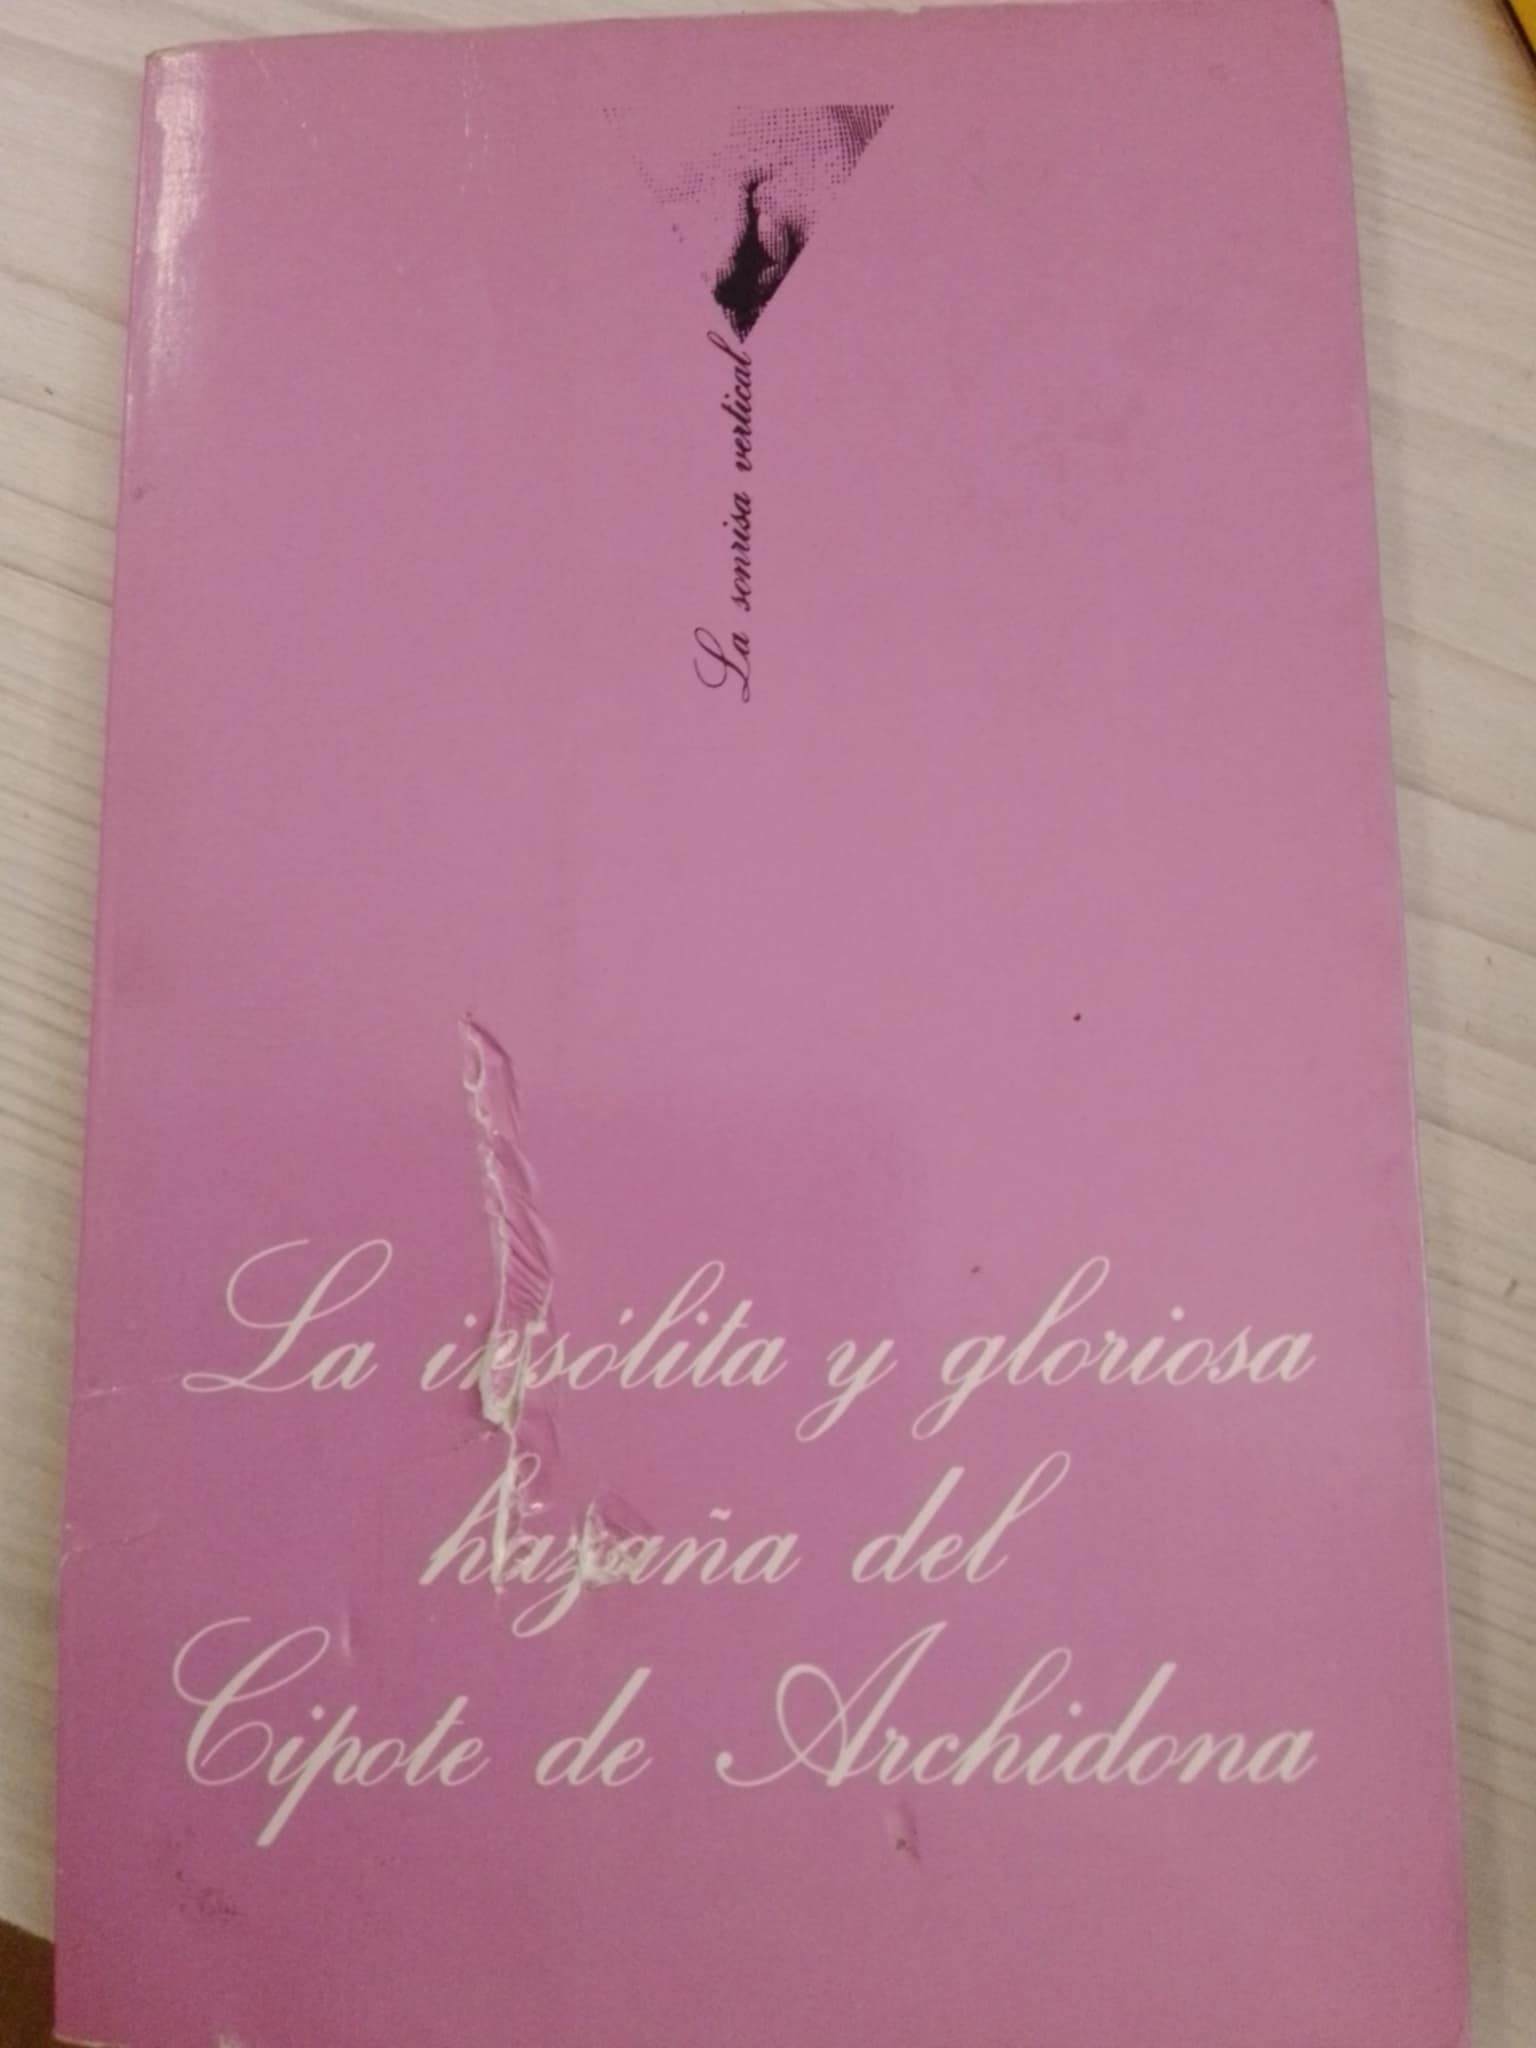 La sonrisa vertical
La insólita y gloriosa
hazaña del
Cipote de Archidona